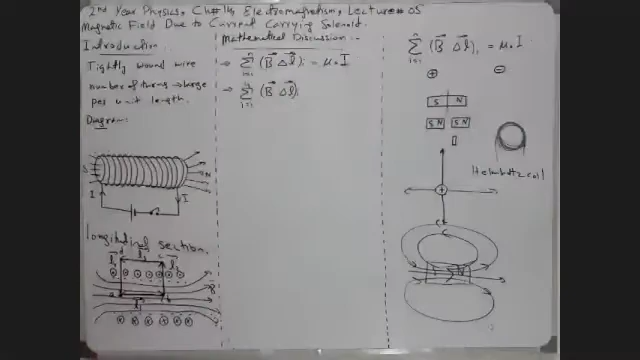 2nd Year Physics, Ch# 14, Electromagnetism, Lecture # 05
Magnetic Field Due to Current Carrying Solenoid.
Introduction
Tightly wound wire
number of turns → large
per unit length.
Diagram:
S
N
I
I
longitudinal section.
Mathematical Discussion:-
→ Σ (B⃗ · Δl⃗)i = μ₀ I
→ Σ (B⃗ · Δl⃗)i
Σ (B⃗ · Δl⃗)i = μ₀ I
i=1
⊕ ⊖
S N
S N S N
Helmholtz coil